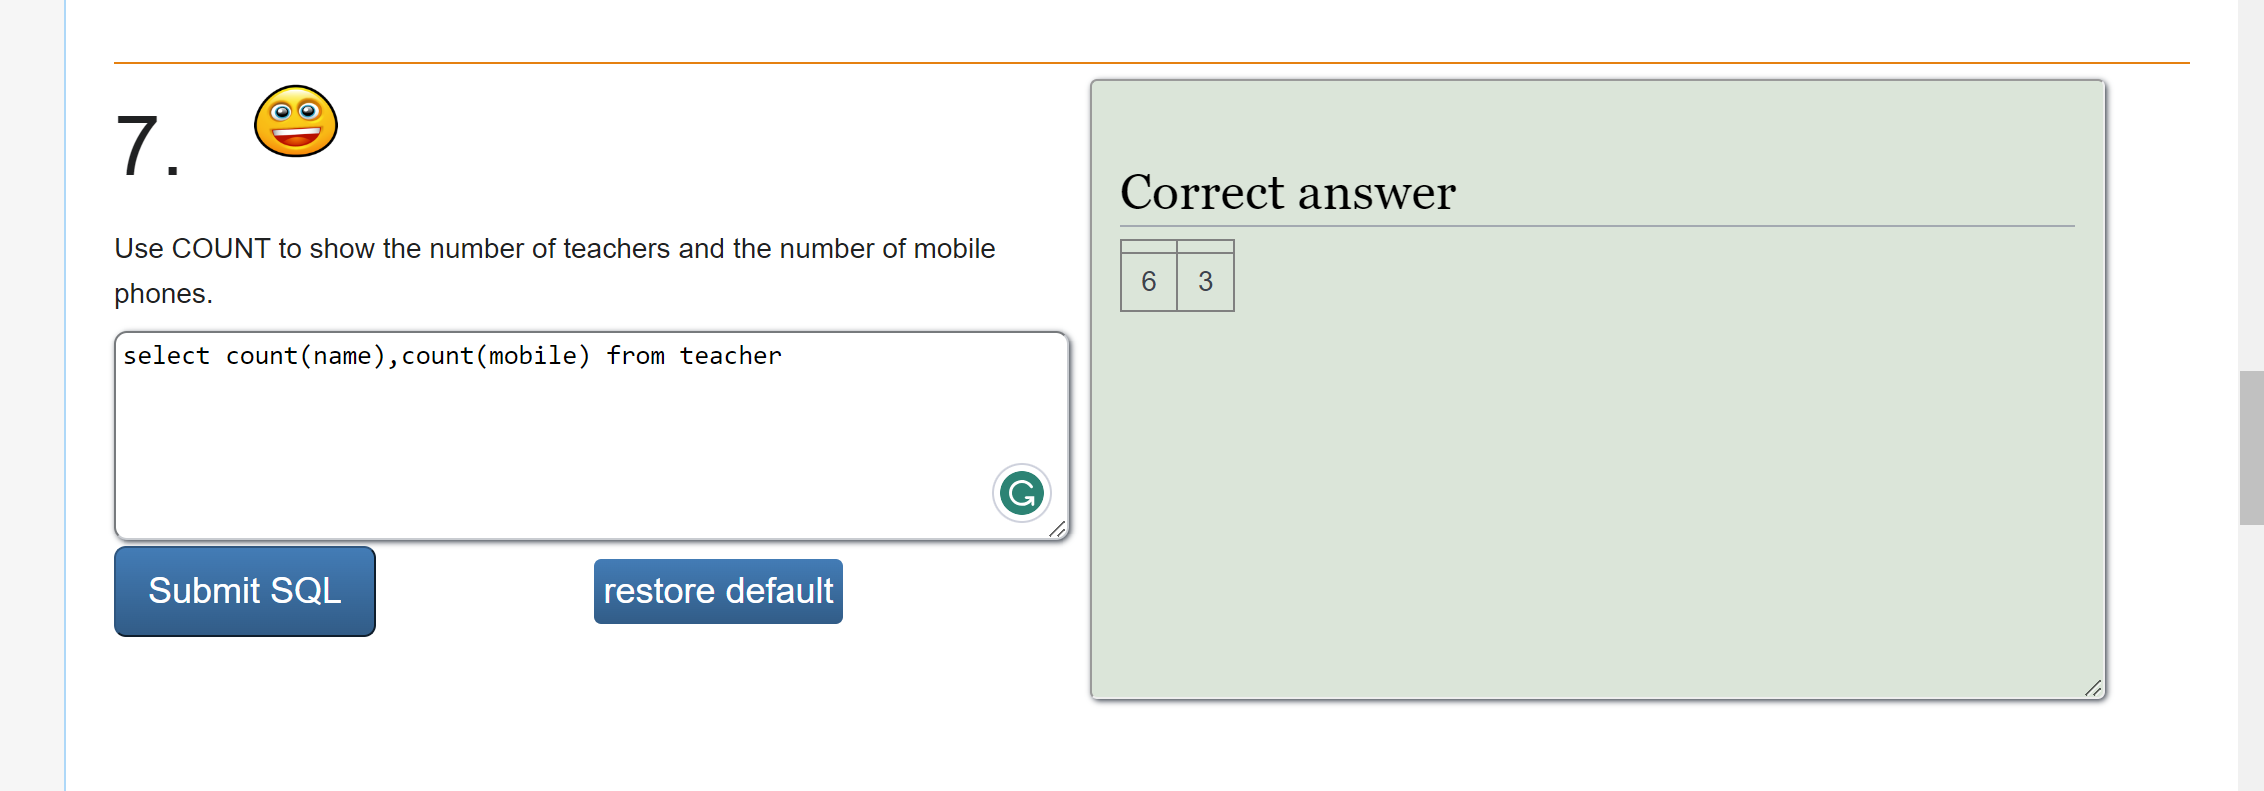 7.
Use COUNT to show the number of teachers and the number of mobile
phones.
select count(name),count(mobile) from teacher
Submit SQL
restore default
Correct answer
6 3